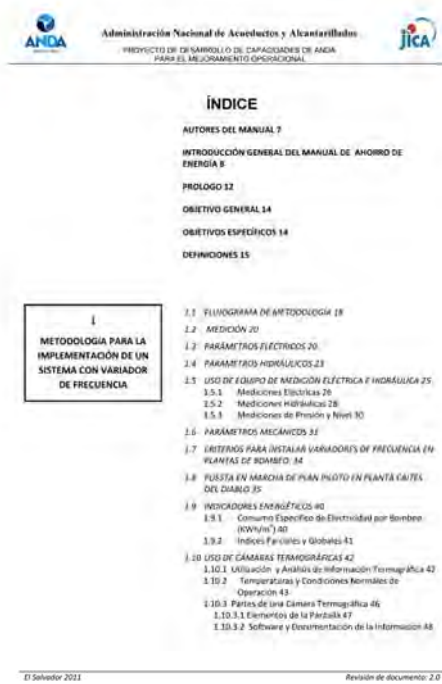 ANDA
Administración Nacional de Acueductos y Alcantarillados
PROYECTO DE DESARROLLO DE CAPACIDADES DE ANDA
PARA EL MEJORAMIENTO OPERACIONAL
jICA
ÍNDICE
AUTORES DEL MANUAL 7
INTRODUCCIÓN GENERAL DEL MANUAL DE AHORRO DE
ENERGÍA 8
PROLOGO 12
OBJETIVO GENERAL 14
OBJETIVOS ESPECÍFICOS 14
DEFINICIONES 15
I
METODOLOGÍA PARA LA
IMPLEMENTACIÓN DE UN
SISTEMA CON VARIADOR
DE FRECUENCIA
1.1 FLUJOGRAMA DE METODOLOGÍA 18
1.2 MEDICIÓN 20
1.3 PARÁMETROS ELÉCTRICOS 20
1.4 PARÁMETROS HIDRÁULICOS 23
1.5 USO DE EQUIPO DE MEDICIÓN ELÉCTRICA E HIDRÁULICA 25
1.5.1 Mediciones Eléctricas 26
1.5.2 Mediciones Hidráulicas 28
1.5.3 Mediciones de Presión y Nivel 30
1.6 PARÁMETROS MECÁNICOS 31
1.7 CRITERIOS PARA INSTALAR VARIADORES DE FRECUENCIA EN
PLANTAS DE BOMBEO. 34
1.8 PUESTA EN MARCHA DE PLAN PILOTO EN PLANTA CAITES
DEL DIABLO 35
1.9 INDICADORES ENERGÉTICOS 40
1.9.1 Consumo Específico de Electricidad por Bombeo
(KWh/m³) 40
1.9.2 Indices Parciales y Globales 41
1.10 USO DE CÁMARAS TERMOGRÁFICAS 42
1.10.1 Utilización y Análisis de Información Termográfica 42
1.10.2 Temperaturas y Condiciones Normales de
Operación 43
1.10.3 Partes de una Cámara Termográfica 46
1.10.3.1 Elementos de la Pantalla 47
1.10.3.2 Software y Documentación de la Información 48
El Salvador 2011
Revisión de documento: 2.0